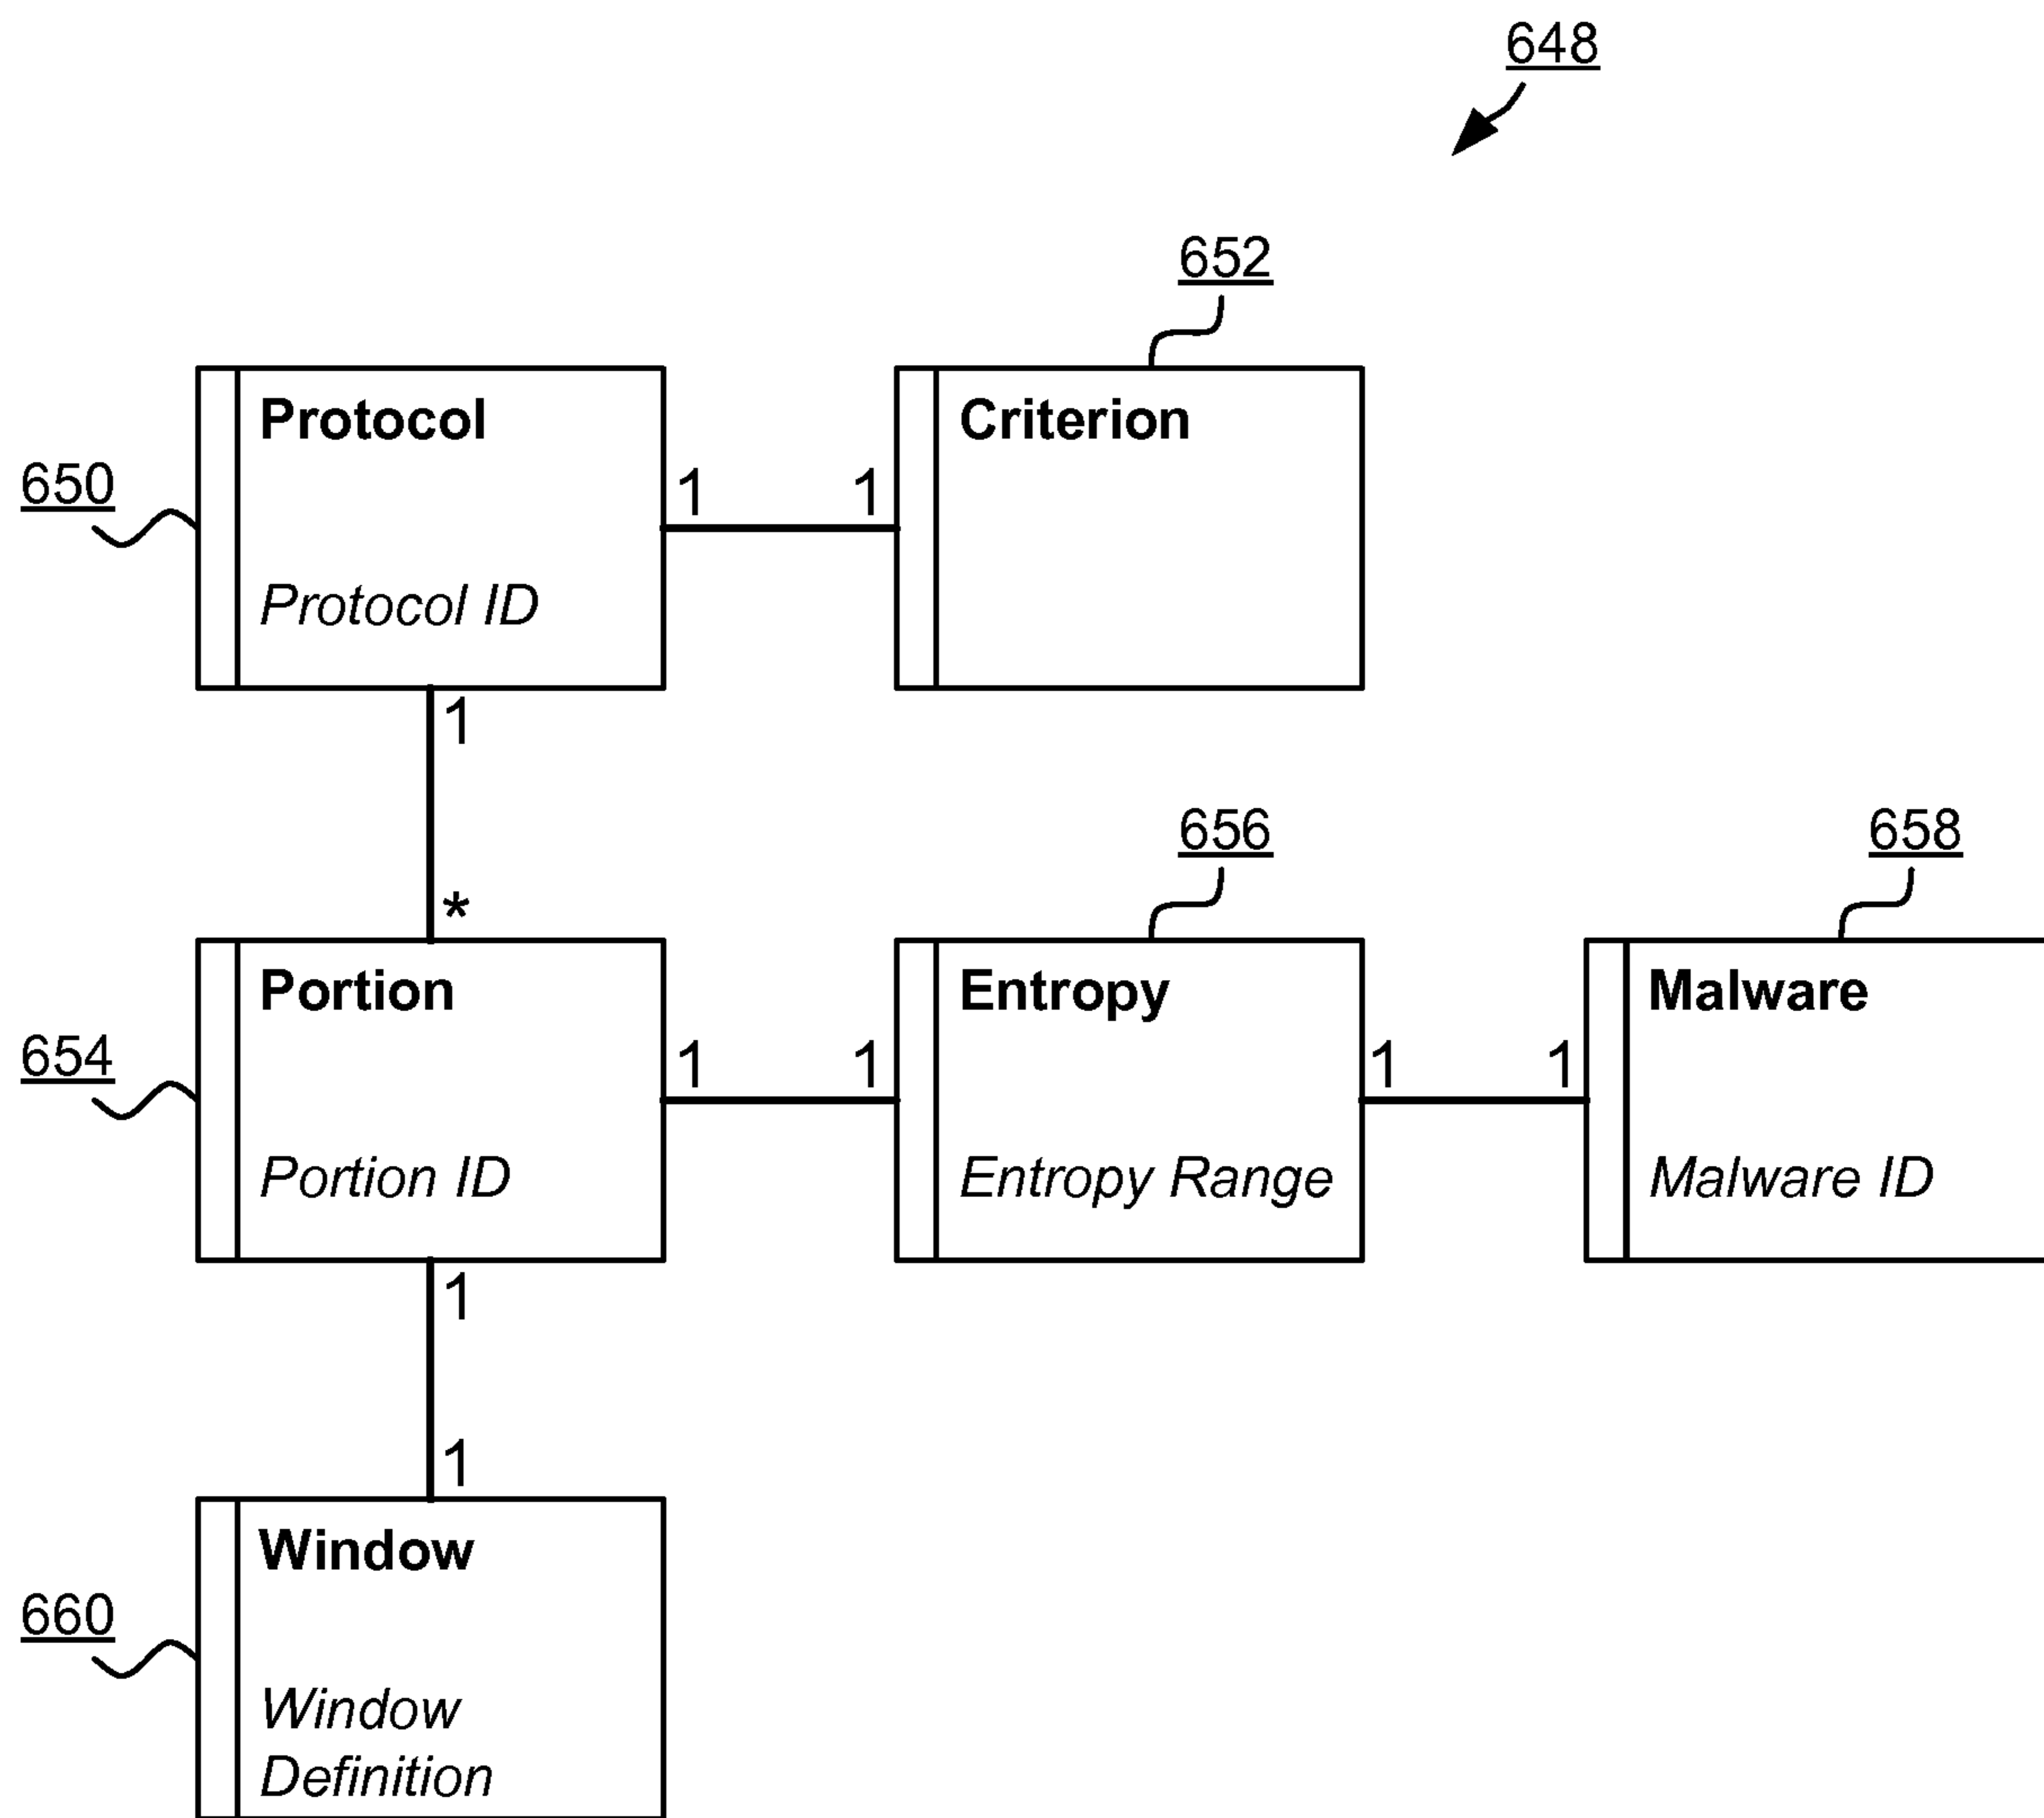 648
652
Protocol
Criterion
650
1
1
Protocol ID
1
656
658
*
Portion
Entropy
Malware
654
1
1
1
1
Portion ID
Entropy Range
Malware ID
1
1
Window
660
Window
Definition